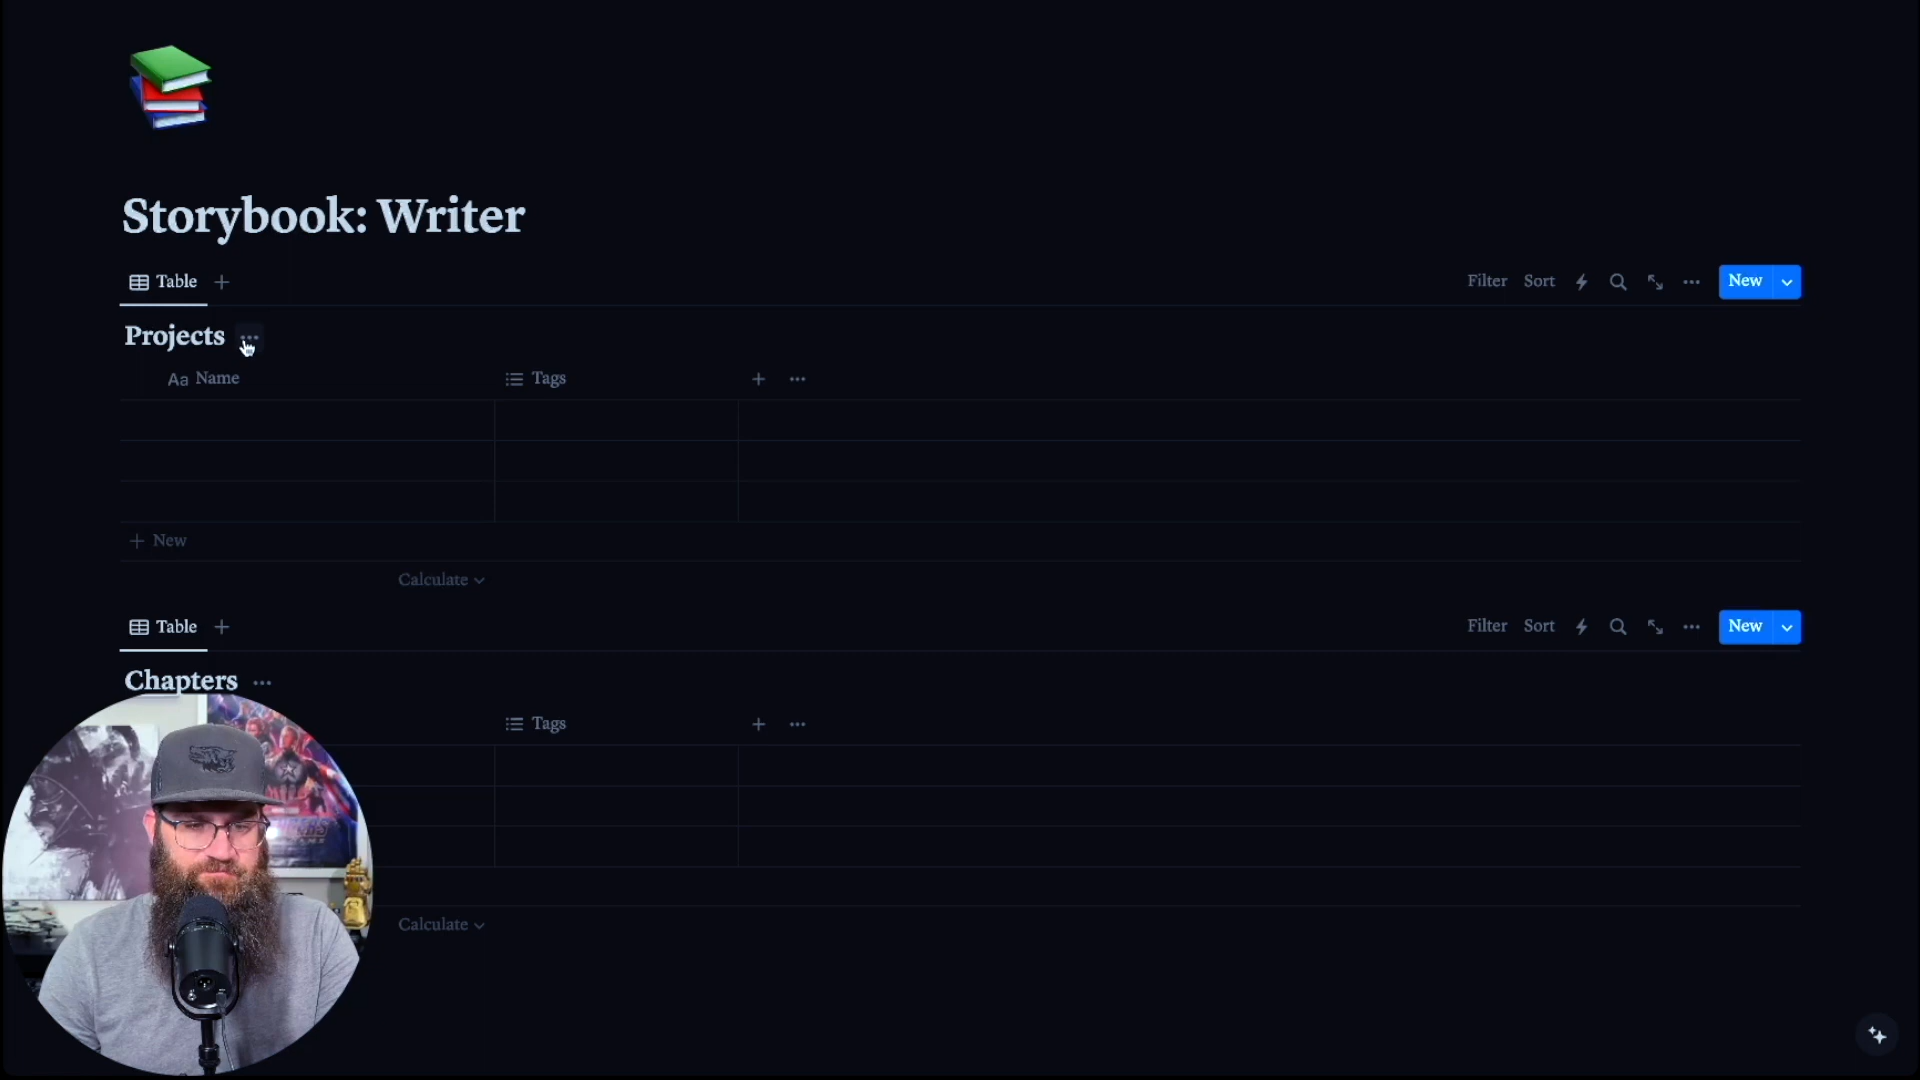 Storybook: Writer
Table
Filter Sort New
Projects
Aa Name Tags
New
Calculate
Table
Filter Sort New
Chapters
Tags
Calculate